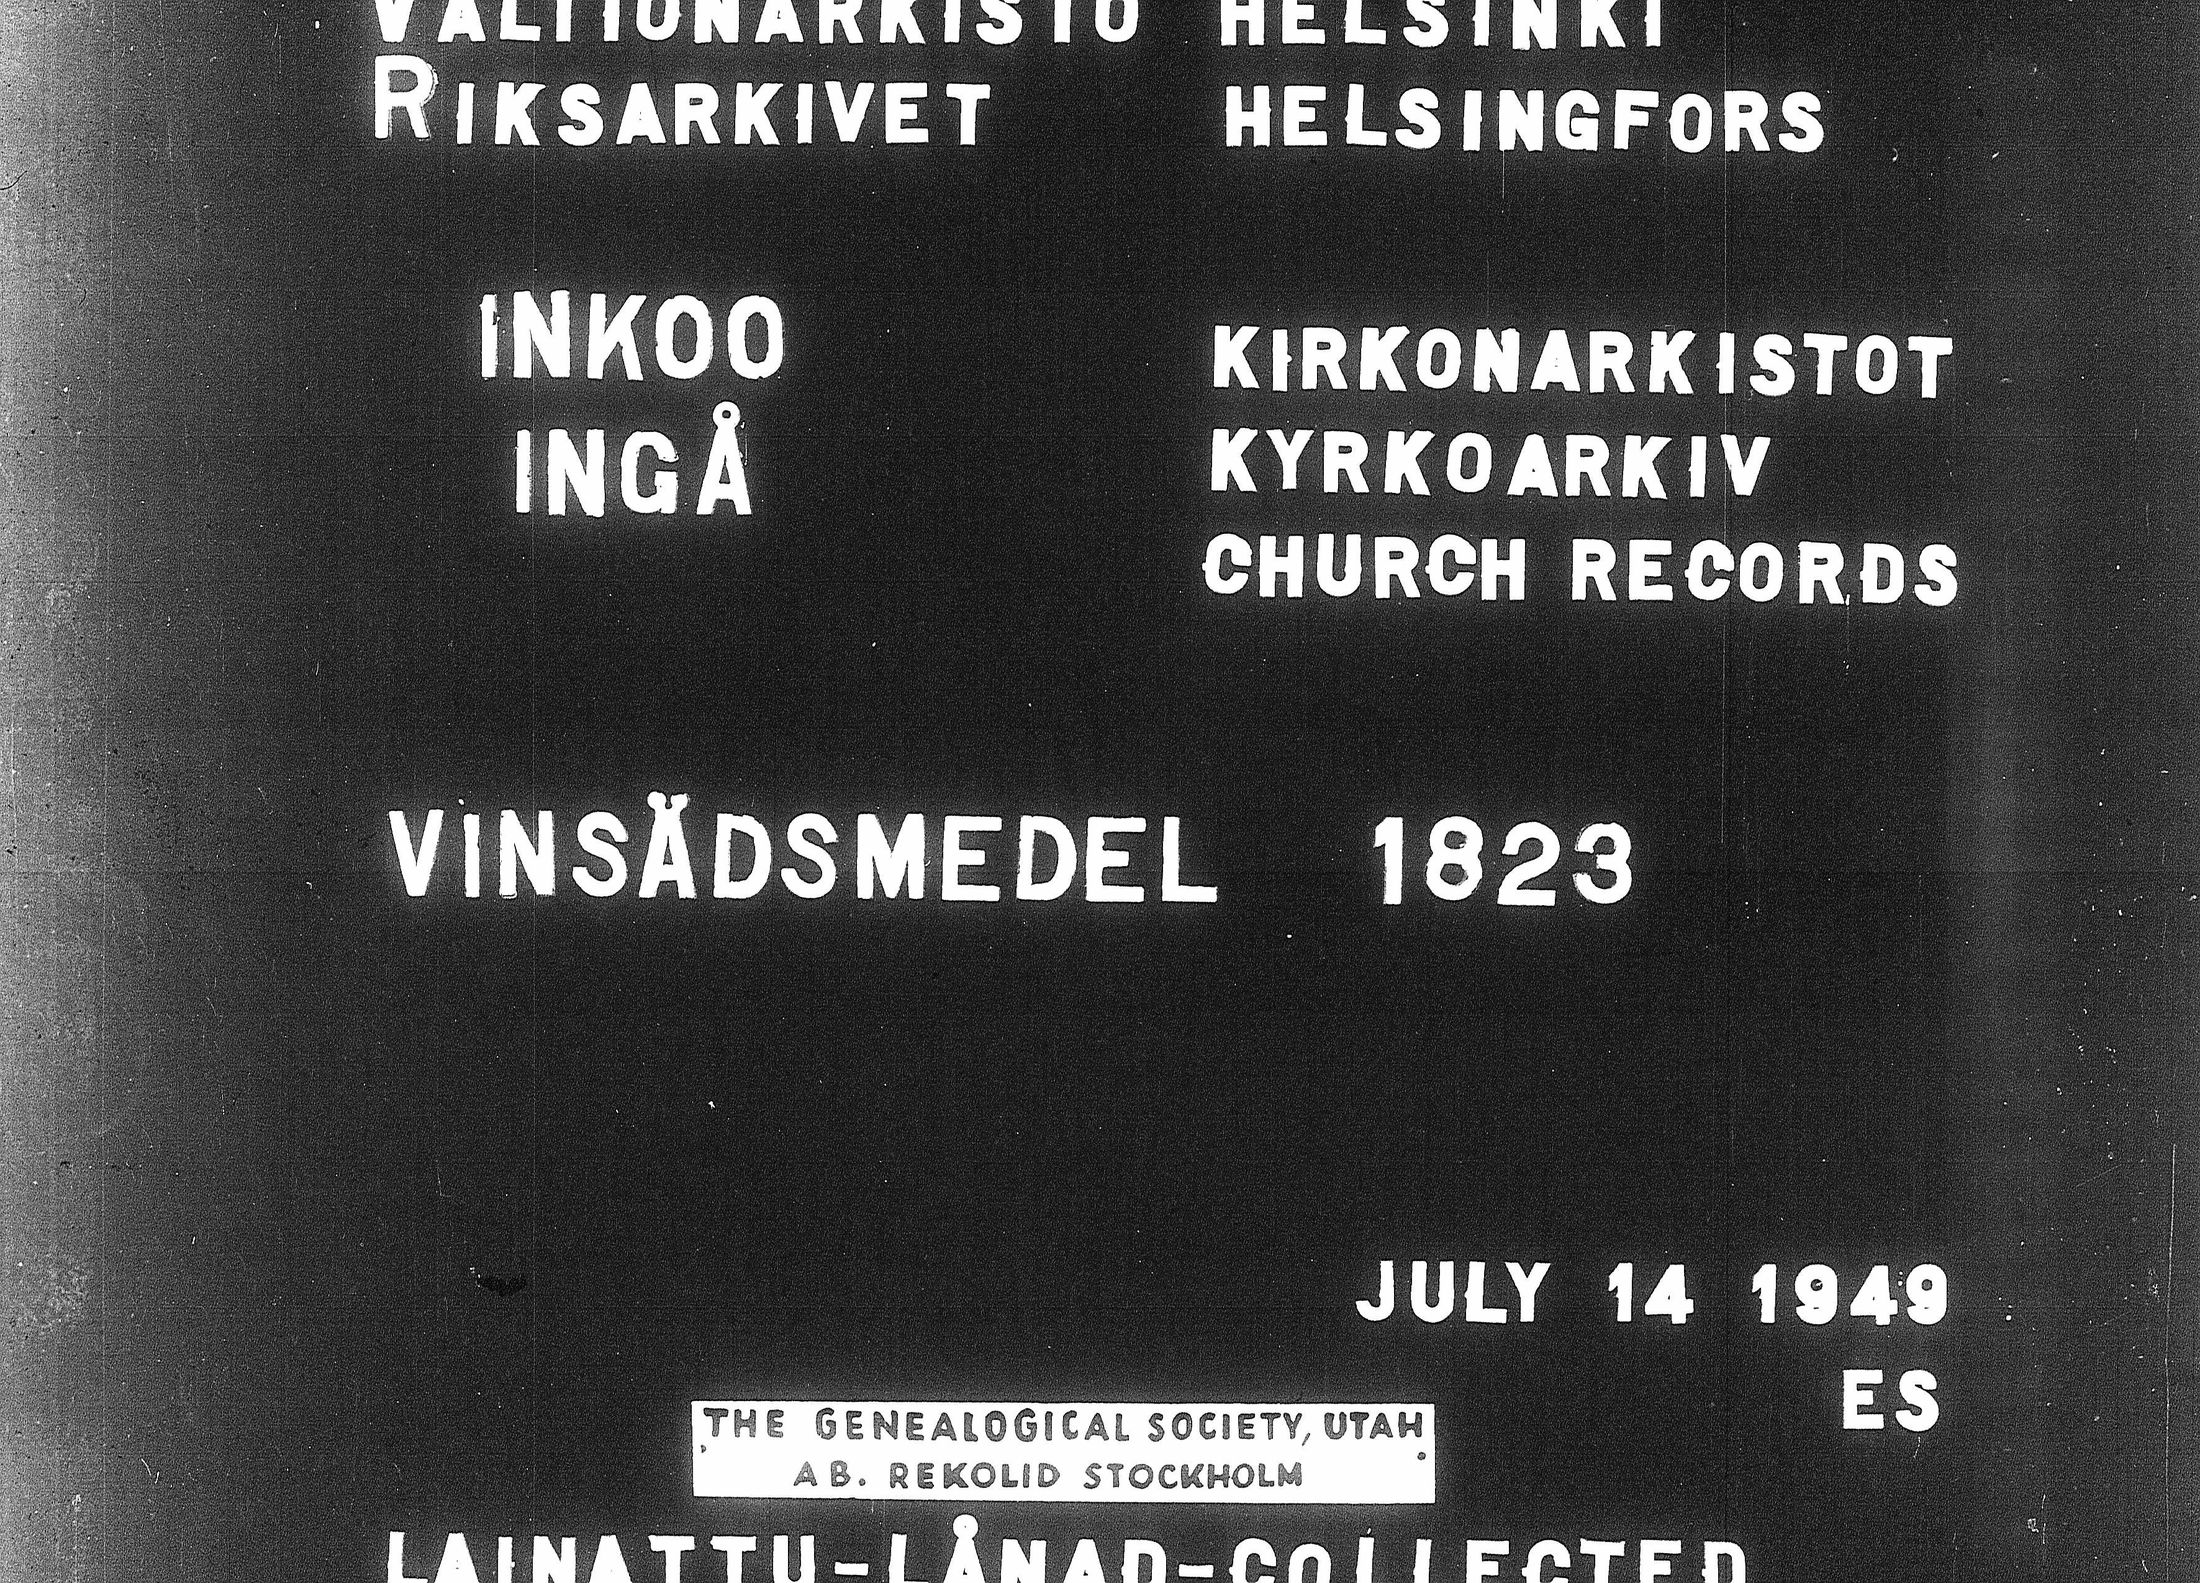 VALTIONARKISTO HELSINKI
RIKSARKIVET HELSINGFORS
INKOO
INGÅ
KIRKONARKISTOT
KYRKOARKIV
CHURCH RECORDS
VINSÄDSMEDEL 1823
JULY 14 1949
ES
THE GENEALOGICAL SOCIETY, UTAH
AB. REKOLID STOCKHOLM
LAINATTU-LÅNAD-COLLECTED